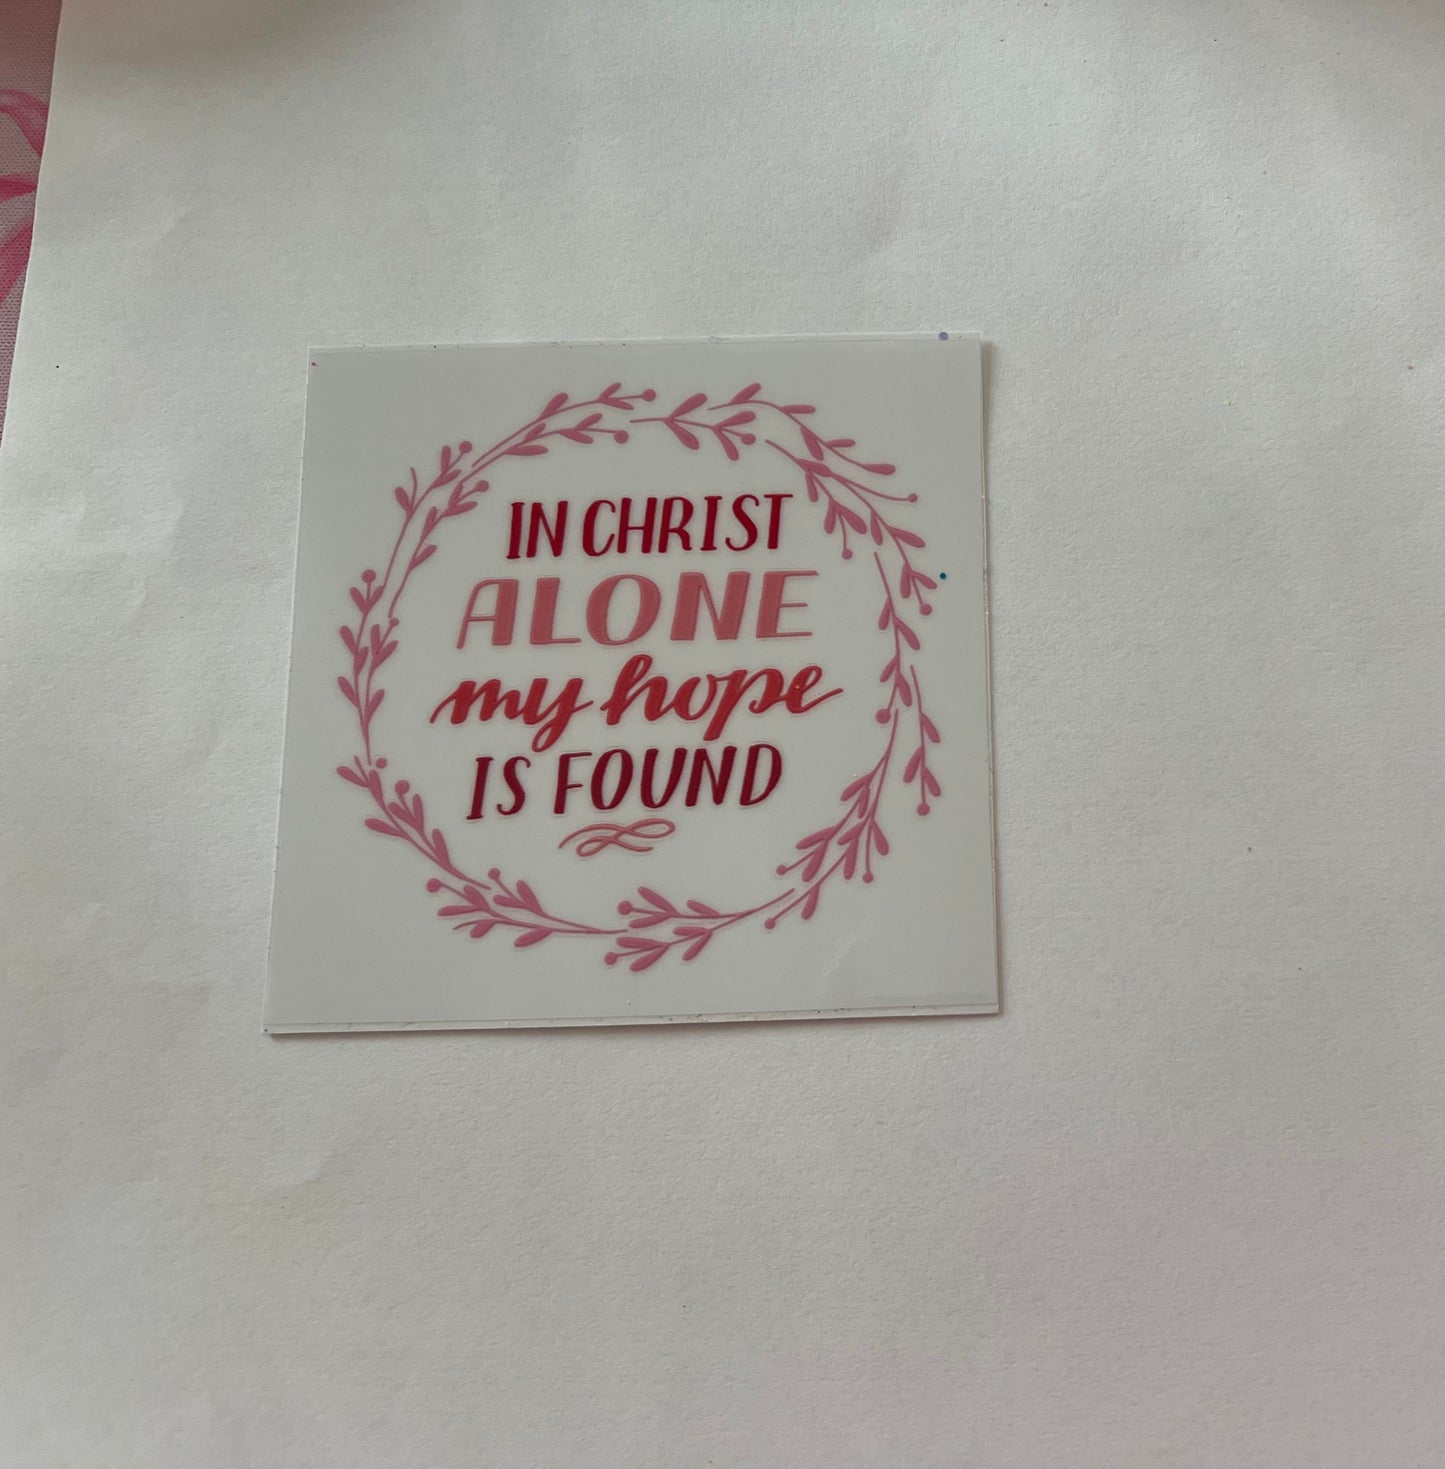 IN CHRIST
ALONE
my hope
IS FOUND